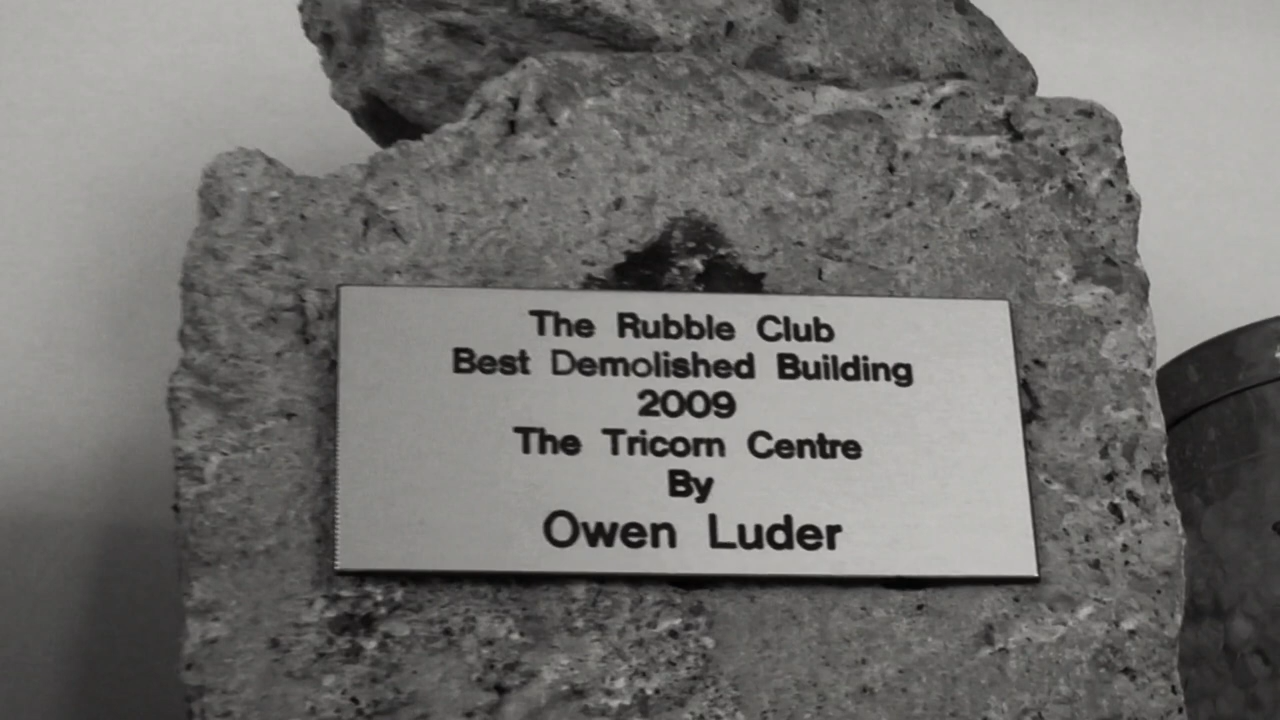 The Rubble Club
Best Demolished Building
2009
The Tricorn Centre
By
Owen Luder